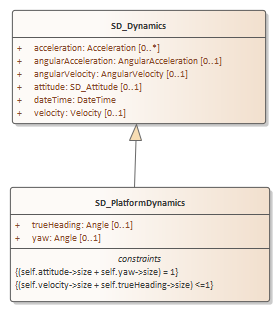 SD_Dynamics
+ acceleration: Acceleration [0..*]
+ angularAcceleration: AngularAcceleration [0..1]
+ angularVelocity: AngularVelocity [0..1]
+ attitude: SD_Attitude [0..1]
+ dateTime: DateTime
+ velocity: Velocity [0..1]
SD_PlatformDynamics
+ trueHeading: Angle [0..1]
+ yaw: Angle [0..1]
constraints
{(self.attitude->size + self.yaw->size) = 1}
{(self.velocity->size + self.trueHeading->size) <=1}